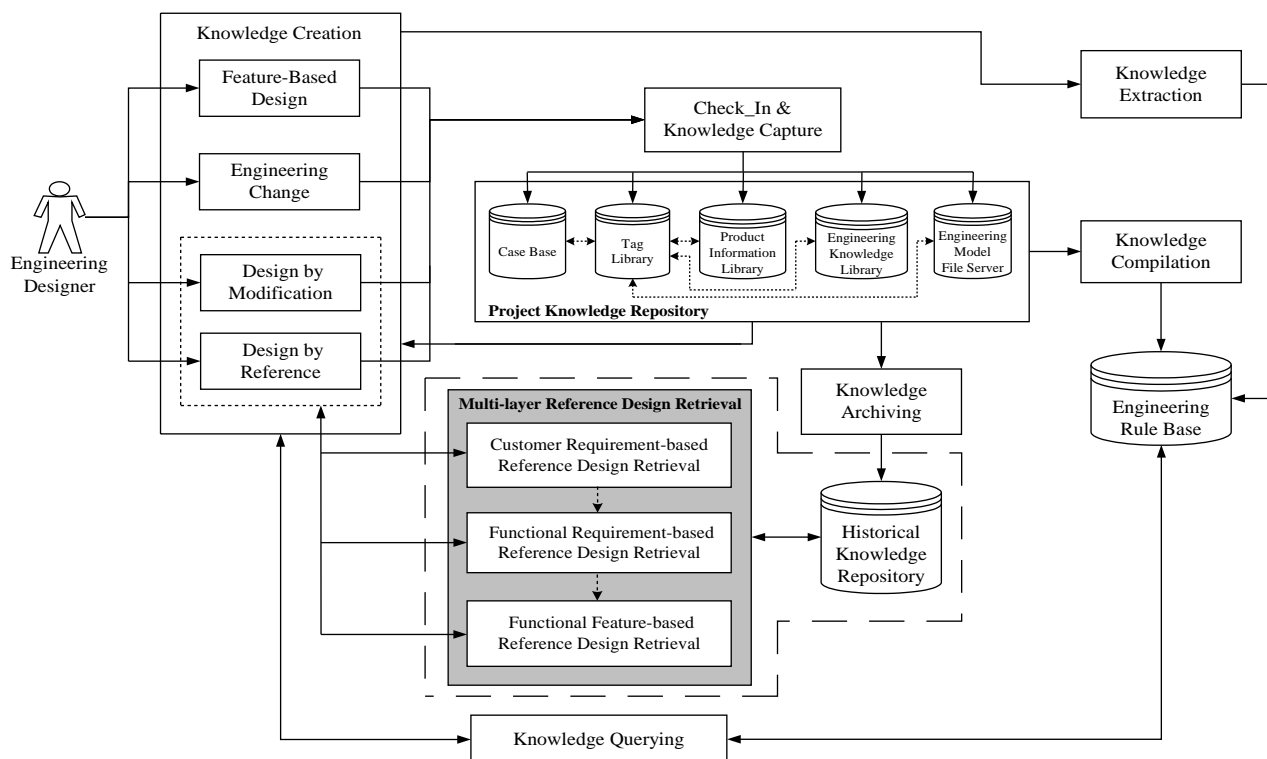 Knowledge Creation
Feature-Based
Design
Engineering
Change
Design by
Modification
Design by
Reference
Engineering
Designer
Check_In &
Knowledge Capture
Knowledge
Extraction
Case Base
Tag
Library
Product
Information
Library
Engineering
Knowledge
Library
Engineering
Model
File Server
Project Knowledge Repository
Knowledge
Compilation
Knowledge
Archiving
Engineering
Rule Base
Multi-layer Reference Design Retrieval
Customer Requirement-based
Reference Design Retrieval
Functional Requirement-based
Reference Design Retrieval
Functional Feature-based
Reference Design Retrieval
Historical
Knowledge
Repository
Knowledge Querying